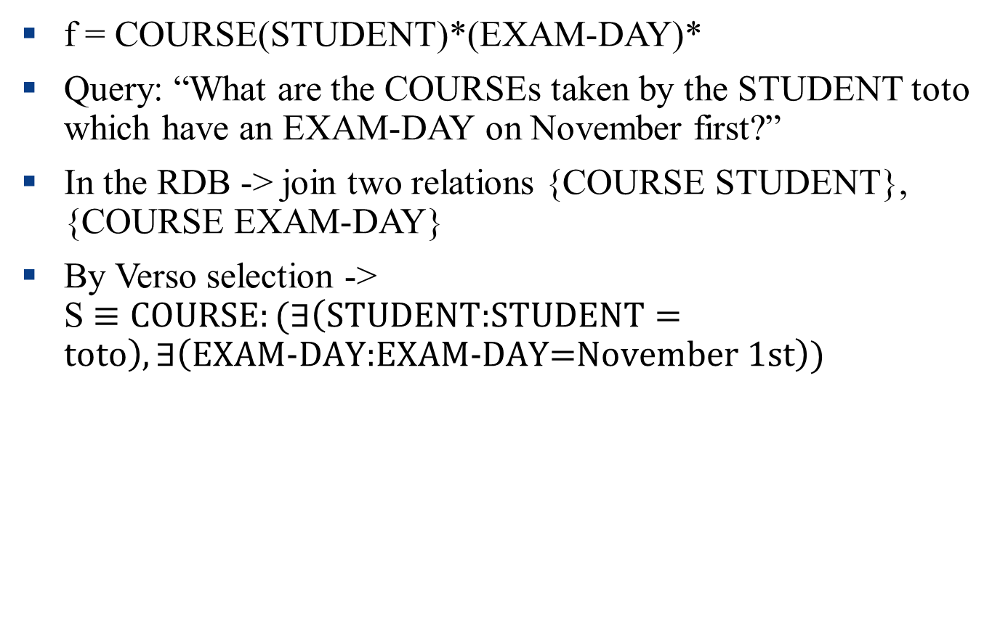 ▪ f = COURSE(STUDENT)*(EXAM-DAY)*
▪ Query: “What are the COURSEs taken by the STUDENT toto
which have an EXAM-DAY on November first?”
▪ In the RDB -> join two relations {COURSE STUDENT},
{COURSE EXAM-DAY}
▪ By Verso selection ->
S ≡ COURSE: (∃(STUDENT:STUDENT =
toto), ∃(EXAM-DAY:EXAM-DAY=November 1st))